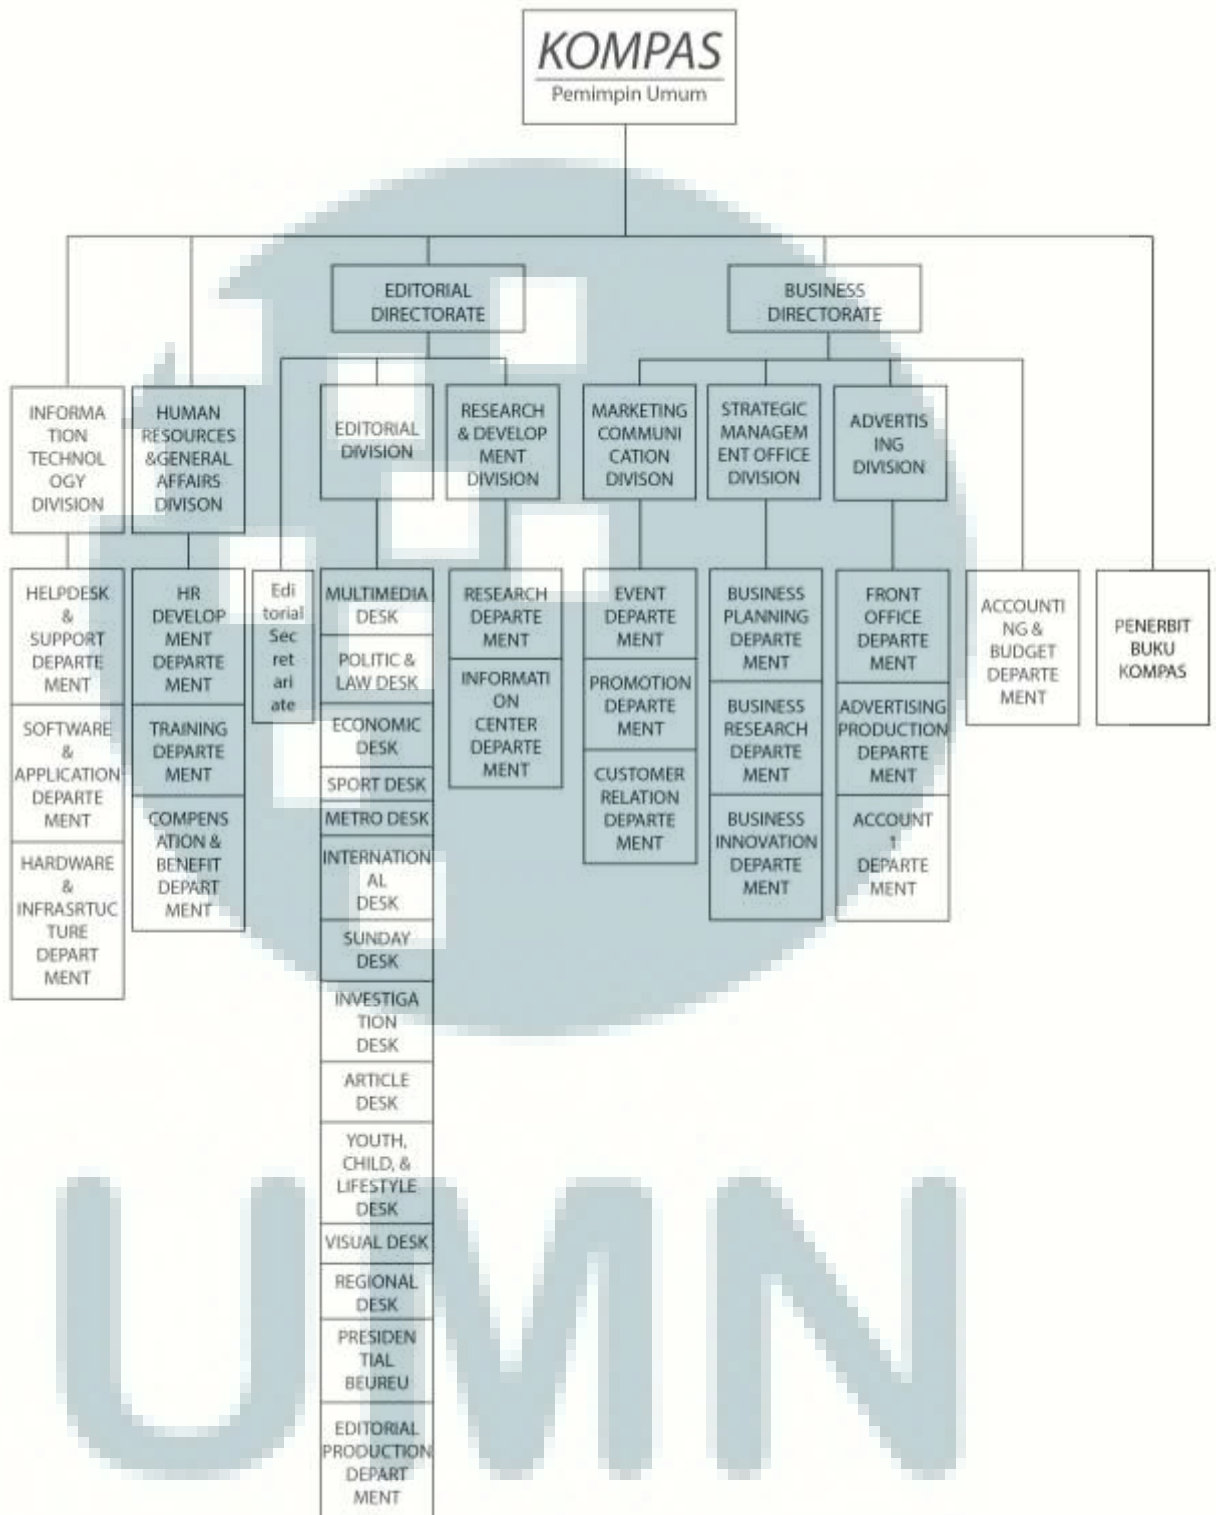 KOMPAS
Pemimpin Umum
EDITORIAL
DIRECTORATE
BUSINESS
DIRECTORATE
INFORMA
TION
TECHNOL
OGY
DIVISION
HUMAN
RESOURCES
&GENERAL
AFFAIRS
DIVISON
EDITORIAL
DIVISION
RESEARCH
& DEVELOP
MENT
DIVISION
MARKETING
COMMUNI
CATION
DIVISON
STRATEGIC
MANAGEM
ENT OFFICE
DIVISION
ADVERTIS
ING
DIVISION
HELPDESK
&
SUPPORT
DEPARTE
MENT
SOFTWARE
&
APPLICATION
DEPARTE
MENT
HARDWARE
&
INFRASRTUC
TURE
DEPART
MENT
HR
DEVELOP
MENT
DEPARTE
MENT
TRAINING
DEPARTE
MENT
COMPENS
ATION &
BENEFIT
DEPART
MENT
Edi
torial
Sec
ret
ari
ate
MULTIMEDIA
DESK
POLITIC &
LAW DESK
ECONOMIC
DESK
SPORT DESK
METRO DESK
INTERNATION
AL
DESK
SUNDAY
DESK
INVESTIGA
TION
DESK
ARTICLE
DESK
YOUTH,
CHILD, &
LIFESTYLE
DESK
VISUAL DESK
REGIONAL
DESK
PRESIDEN
TIAL
BEUREU
EDITORIAL
PRODUCTION
DEPART
MENT
RESEARCH
DEPARTE
MENT
INFORMATI
ON
CENTER
DEPARTE
MENT
EVENT
DEPARTE
MENT
PROMOTION
DEPARTE
MENT
CUSTOMER
RELATION
DEPARTE
MENT
BUSINESS
PLANNING
DEPARTE
MENT
BUSINESS
RESEARCH
DEPARTE
MENT
BUSINESS
INNOVATION
DEPARTE
MENT
FRONT
OFFICE
DEPARTE
MENT
ADVERTISING
PRODUCTION
DEPARTE
MENT
ACCOUNT
1
DEPARTE
MENT
ACCOUNTI
NG &
BUDGET
DEPARTE
MENT
PENERBIT
BUKU
KOMPAS
UMN